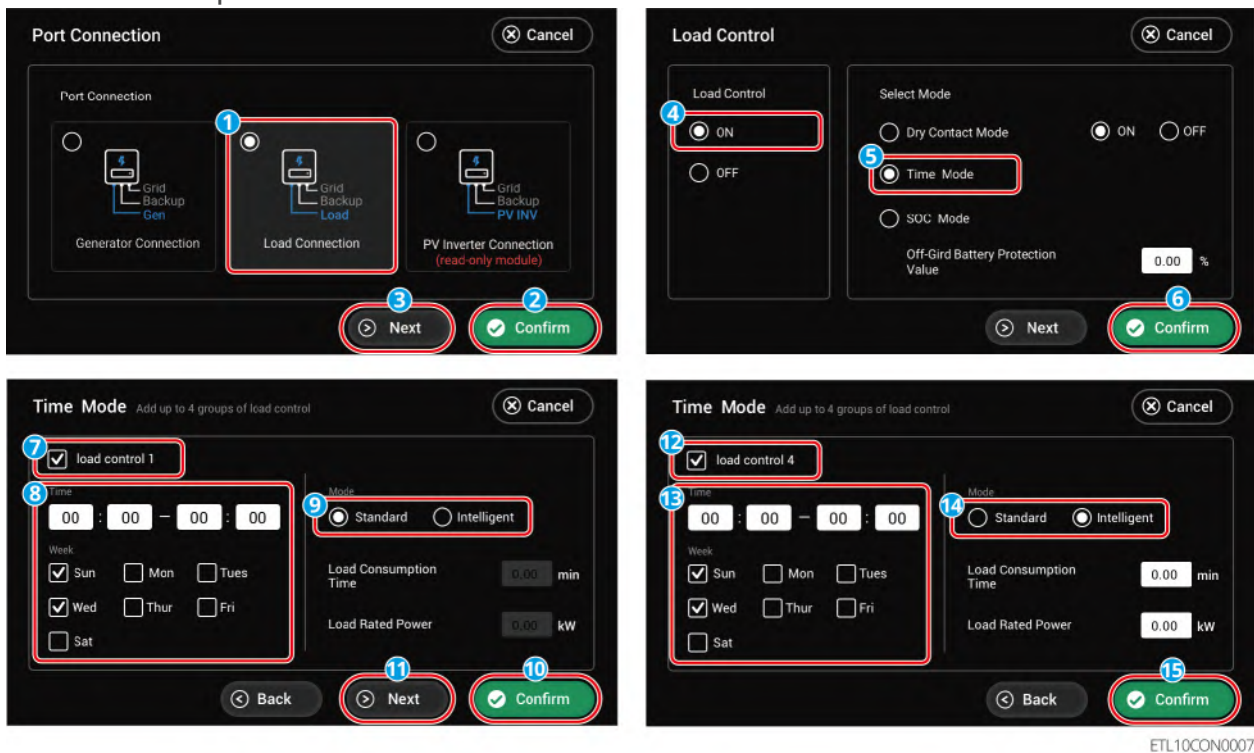 Port Connection
Cancel
Port Connection
1
Grid
Backup
Gen
Generator Connection
Grid
Backup
Load
Load Connection
Grid
Backup
PV INV
PV Inverter Connection
(read-only module)
3
Next
2
Confirm
Load Control
Cancel
Load Control
4
ON
OFF
Select Mode
Dry Contact Mode
ON
OFF
5
Time Mode
SOC Mode
Off-Gird Battery Protection
Value
0.00 %
Next
6
Confirm
Time Mode Add up to 4 groups of load control
Cancel
7
load control 1
8
Time
00 : 00 – 00 : 00
Week
Sun Mon Tues
Wed Thur Fri
Sat
9
Mode
Standard Intelligent
Load Consumption
Time
0.00 min
Load Rated Power
0.00 kW
Back
11
Next
10
Confirm
Time Mode Add up to 4 groups of load control
Cancel
12
load control 4
13
Time
00 : 00 – 00 : 00
Week
Sun Mon Tues
Wed Thur Fri
Sat
14
Mode
Standard Intelligent
Load Consumption
Time
0.00 min
Load Rated Power
0.00 kW
Back
15
Confirm
ETL10CON0007